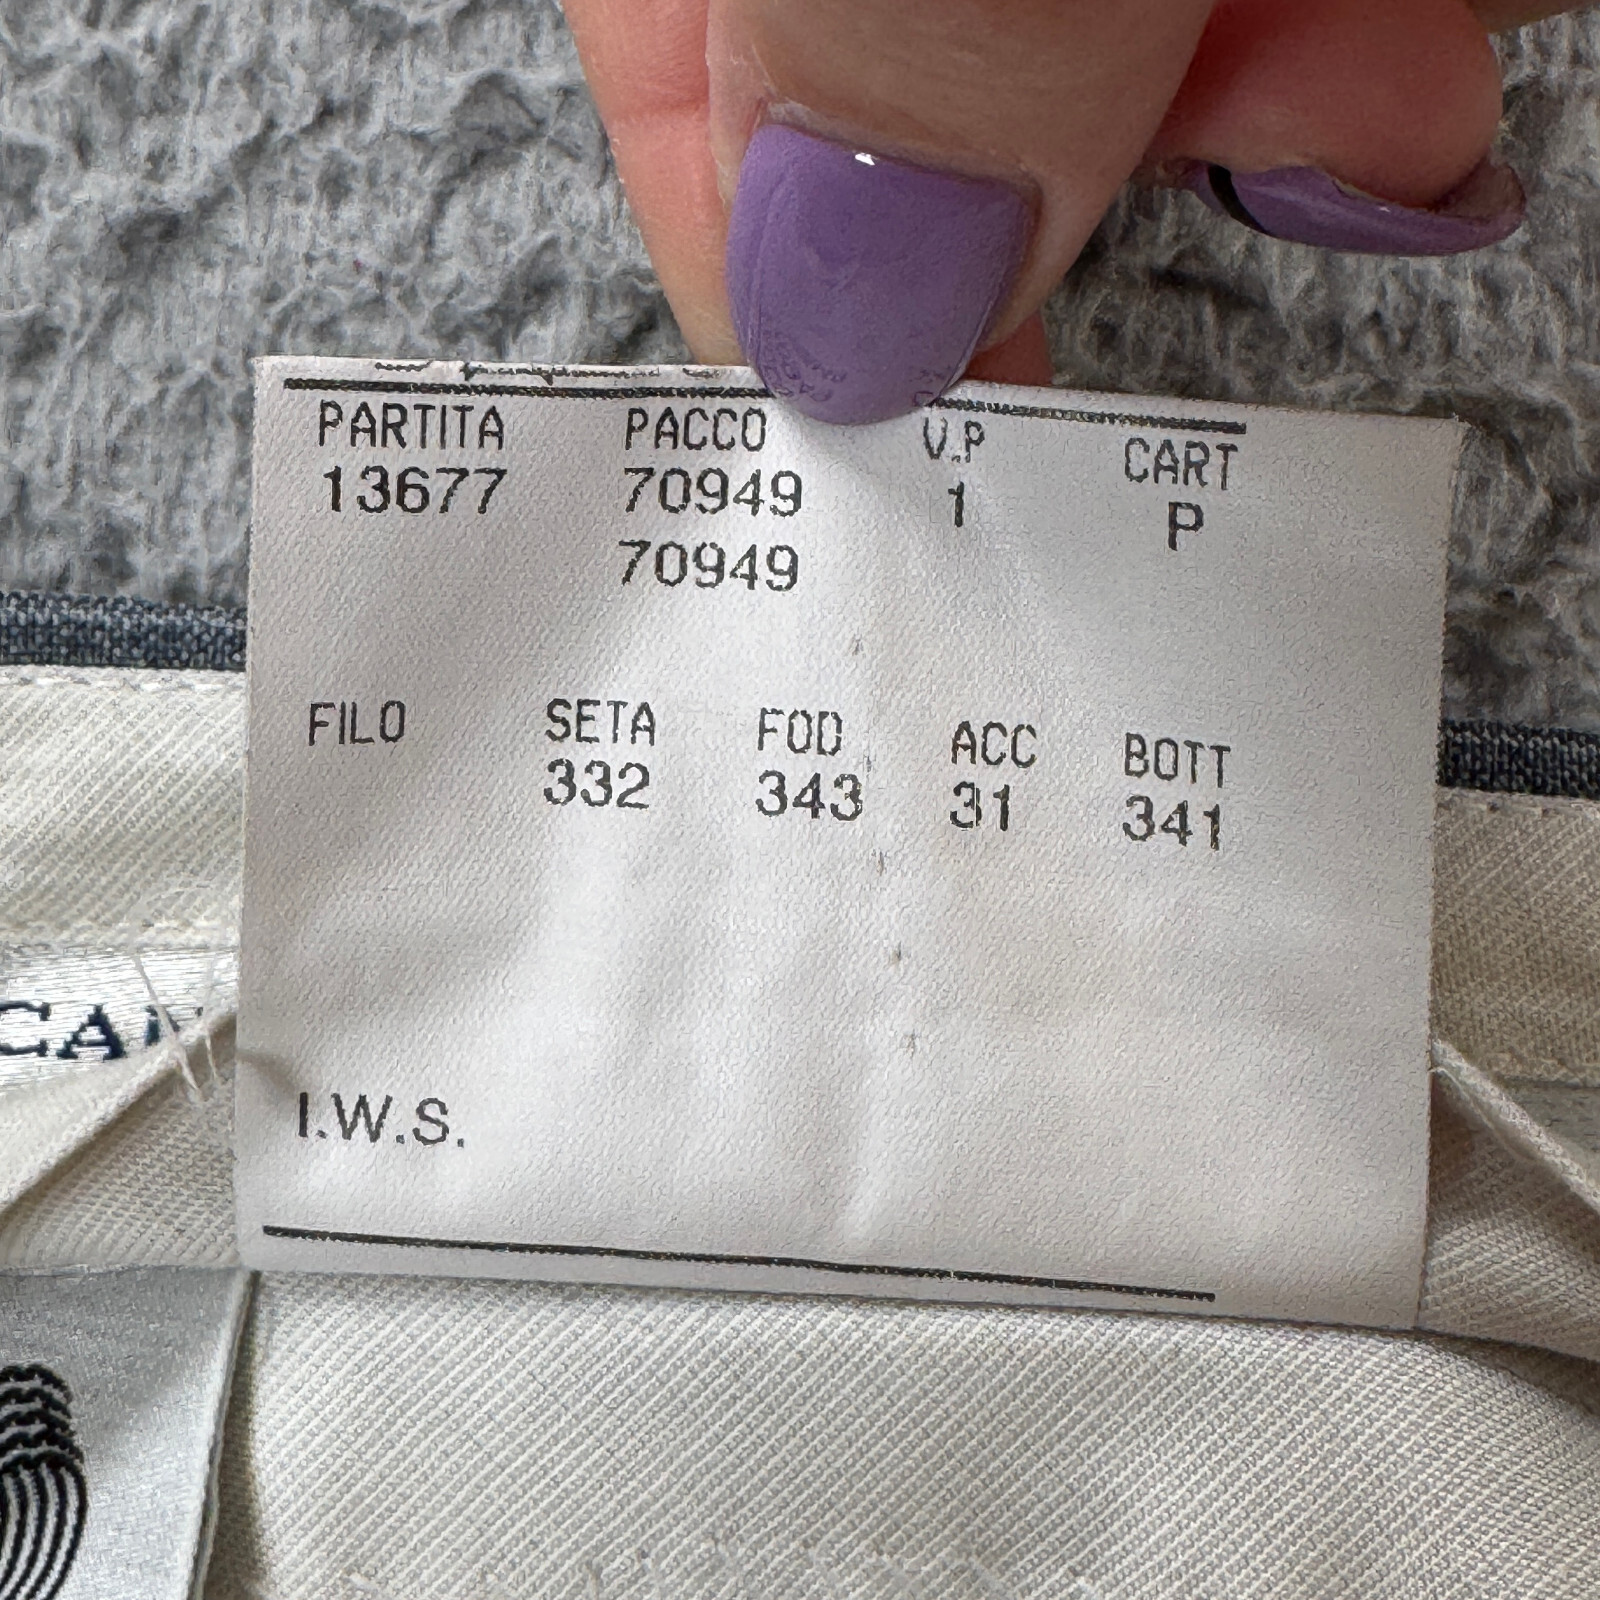 PARTITA PACCO V.P CART
13677 70949 1 P
70949
FILO SETA FOD ACC BOTT
332 343 31 341
I.W.S.